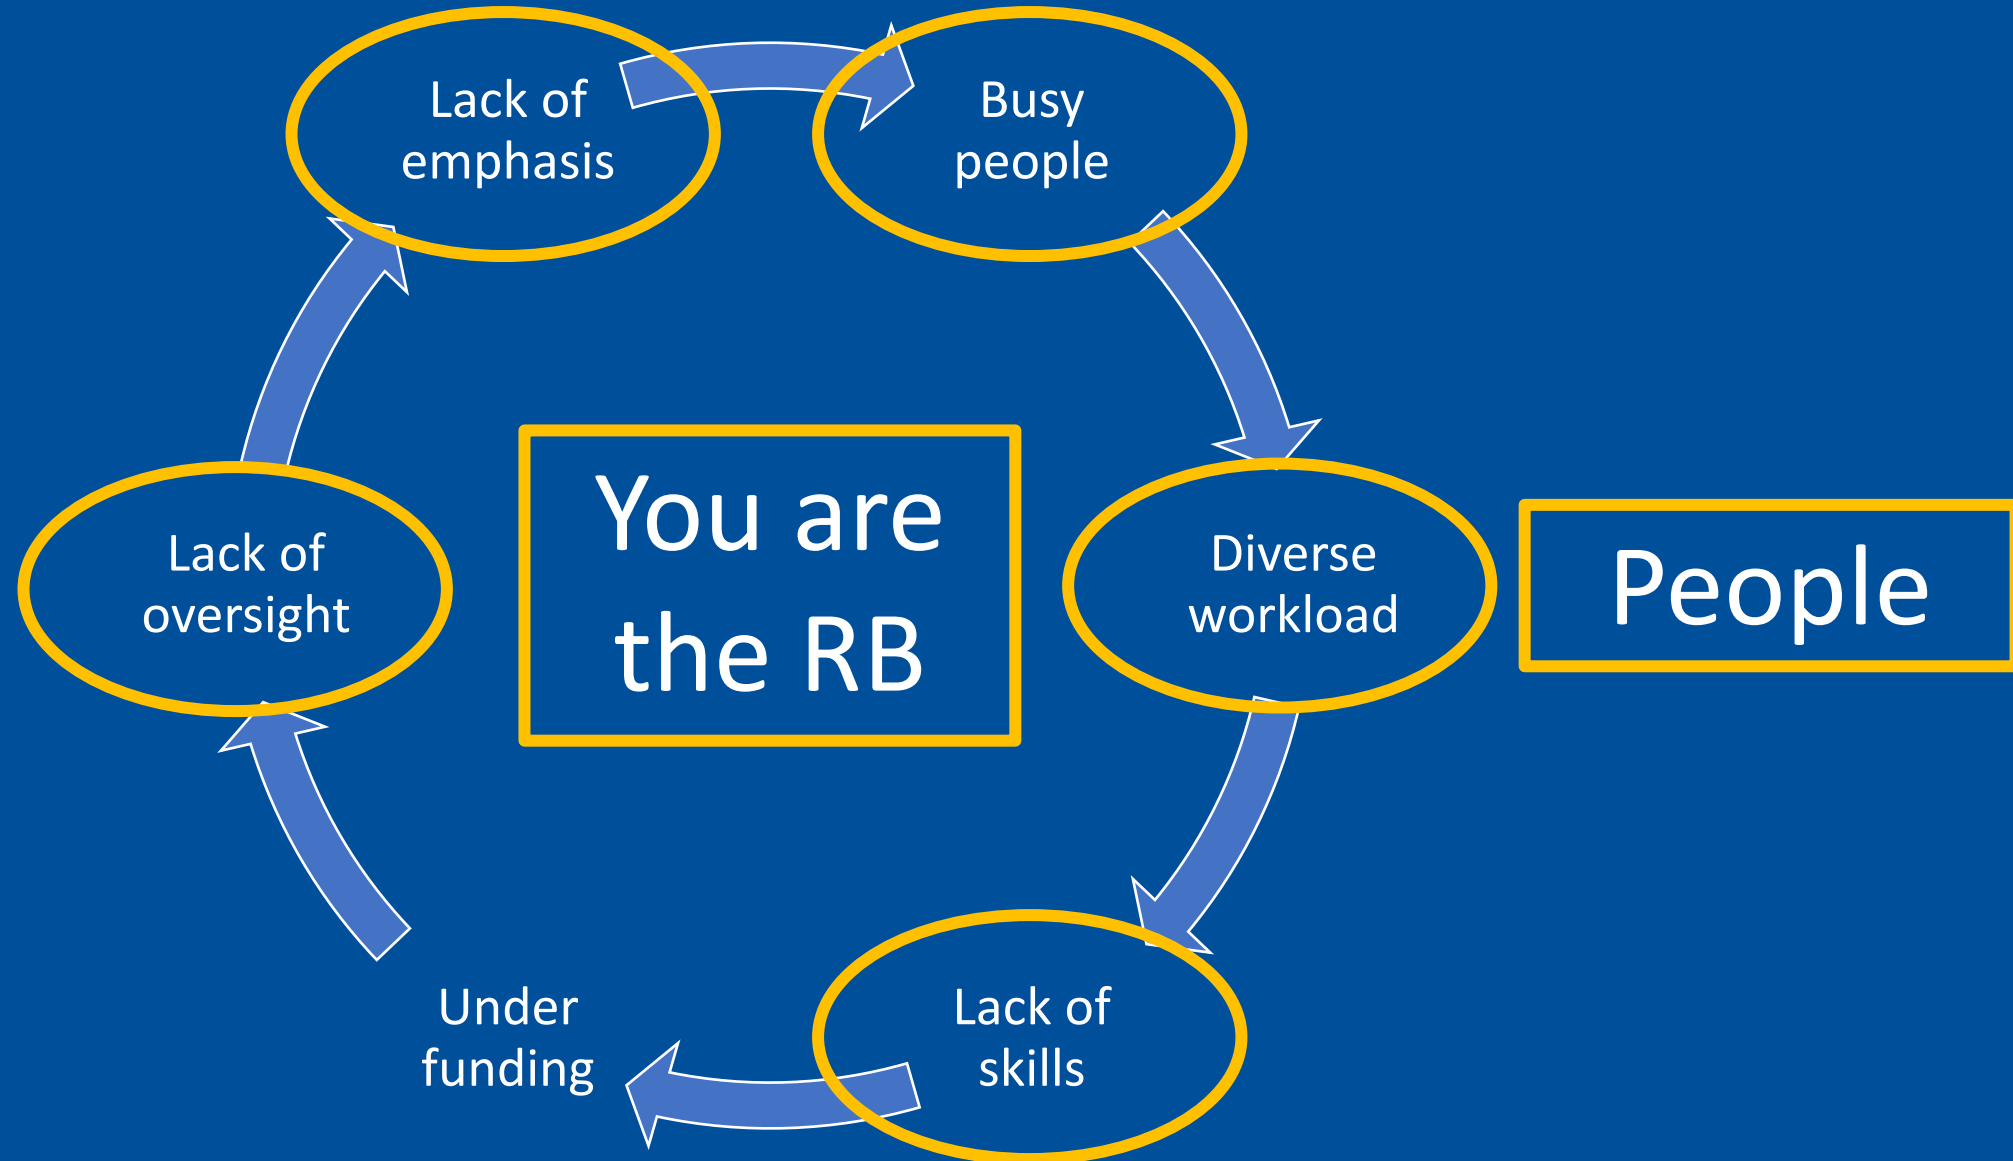 Lack of
emphasis
Busy
people
Diverse
workload
Lack of
skills
Under
funding
Lack of
oversight
You are
the RB
People